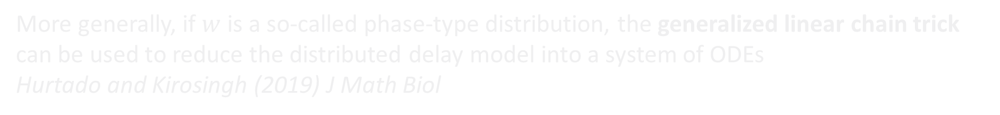 More generally, if w is a so-called phase-type distribution, the generalized linear chain trick
can be used to reduce the distributed delay model into a system of ODEs
Hurtado and Kirosingh (2019) J Math Biol